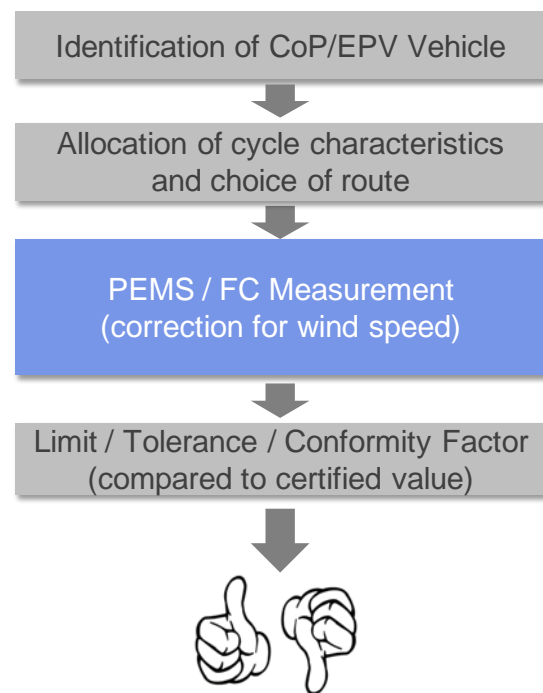 Identification of CoP/EPV Vehicle
Allocation of cycle characteristics
and choice of route
PEMS / FC Measurement
(correction for wind speed)
Limit / Tolerance / Conformity Factor
(compared to certified value)